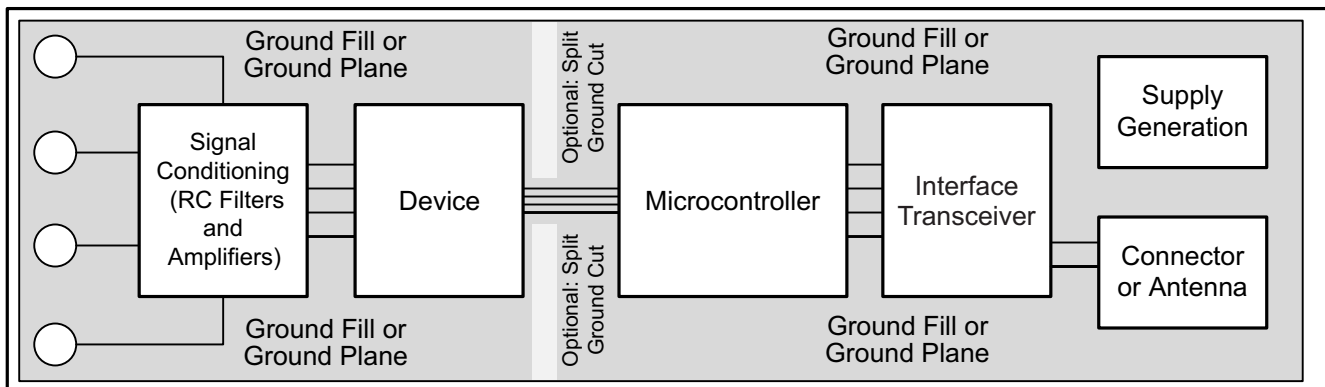 Ground Fill or
Ground Plane
Optional: Split
Ground Cut
Ground Fill or
Ground Plane
Supply
Generation
Signal
Conditioning
(RC Filters
and
Amplifiers)
Device
Microcontroller
Interface
Transceiver
Connector
or Antenna
Ground Fill or
Ground Plane
Optional: Split
Ground Cut
Ground Fill or
Ground Plane